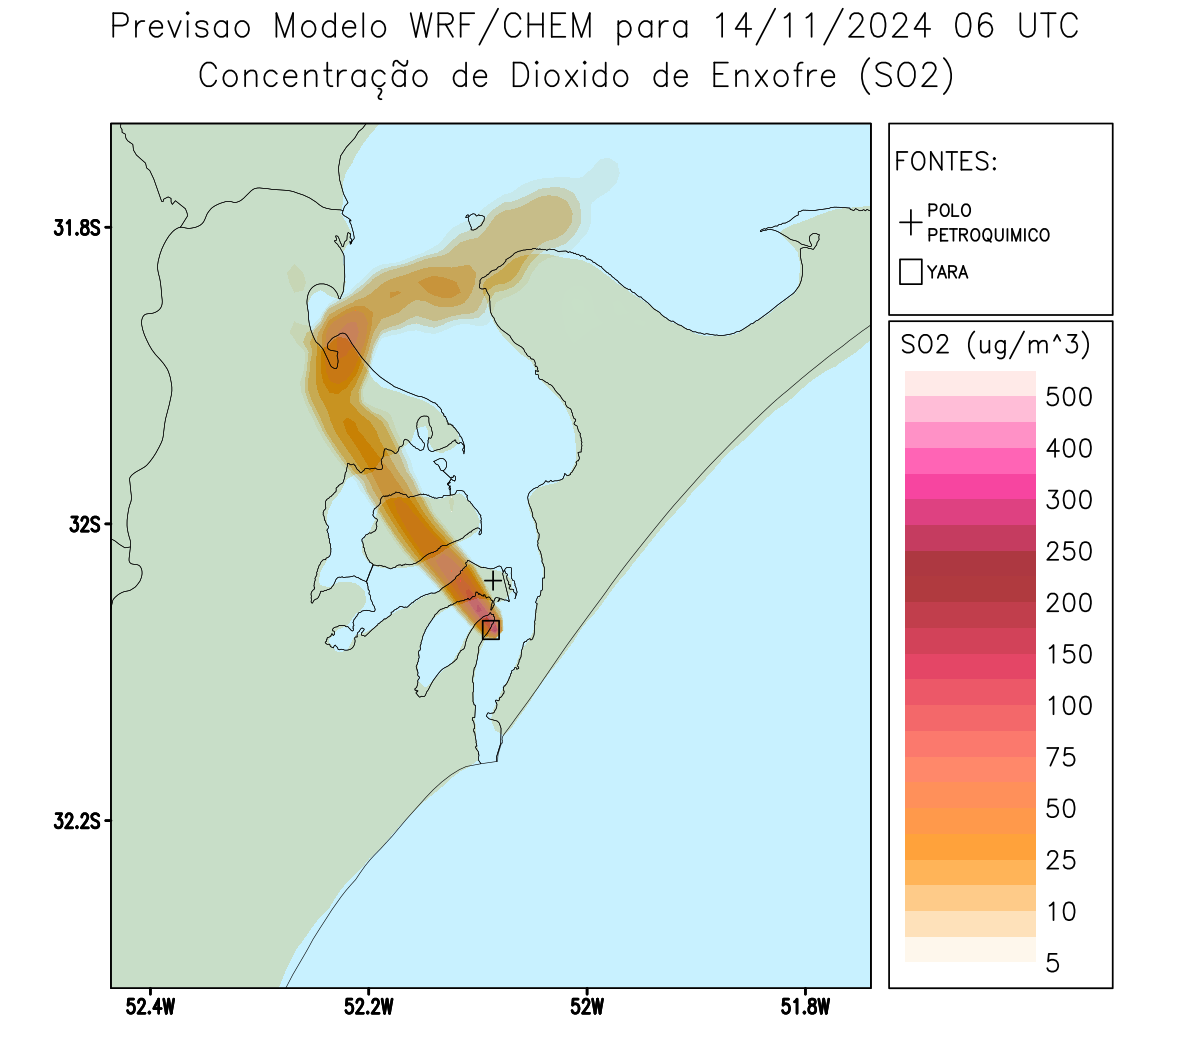 Previsao Modelo WRF/CHEM para 14/11/2024 06 UTC
Concentração de Dioxido de Enxofre (SO2)
FONTES:
POLO
PETROQUIMICO
YARA
31.8S
32S
32.2S
52.4W
52.2W
52W
51.8W
SO2 (ug/m^3)
500
400
300
250
200
150
100
75
50
25
10
5